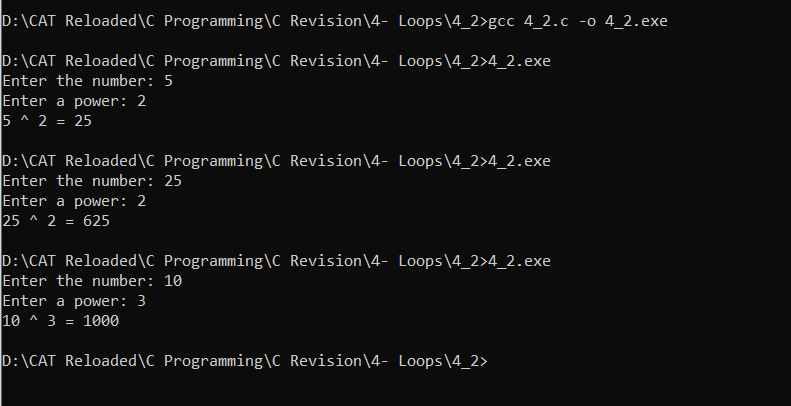 D:\CAT Reloaded\C Programming\C Revision\4- Loops\4_2>gcc 4_2.c -o 4_2.exe
D:\CAT Reloaded\C Programming\C Revision\4- Loops\4_2>4_2.exe
Enter the number: 5
Enter a power: 2
5 ^ 2 = 25
D:\CAT Reloaded\C Programming\C Revision\4- Loops\4_2>4_2.exe
Enter the number: 25
Enter a power: 2
25 ^ 2 = 625
D:\CAT Reloaded\C Programming\C Revision\4- Loops\4_2>4_2.exe
Enter the number: 10
Enter a power: 3
10 ^ 3 = 1000
D:\CAT Reloaded\C Programming\C Revision\4- Loops\4_2>